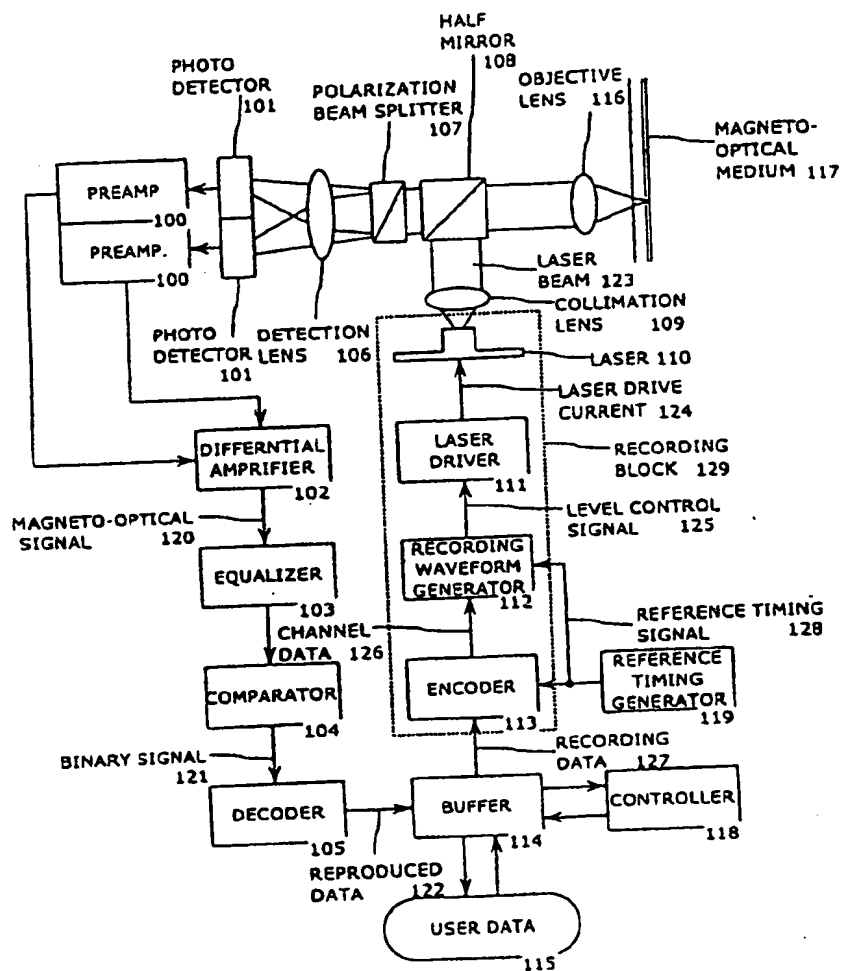 HALF
MIRROR
108
PHOTO
DETECTOR
101
POLARIZATION
BEAM SPLITTER
107
OBJECTIVE
LENS 116
MAGNETO-
OPTICAL
MEDIUM 117
PREAMP
100
PREAMP.
100
LASER
BEAM 123
COLLIMATION
LENS
109
PHOTO
DETECTOR
101
DETECTION
LENS
106
LASER 110
LASER DRIVE
CURRENT 124
DIFFERNTIAL
AMPRIFIER
102
LASER
DRIVER
111
RECORDING
BLOCK 129
MAGNETO-OPTICAL
SIGNAL 120
LEVEL CONTROL
SIGNAL 125
EQUALIZER
103
RECORDING
WAVEFORM
GENERATOR
112
CHANNEL
DATA 126
REFERENCE TIMING
SIGNAL 128
COMPARATOR
104
ENCODER
113
REFERENCE
TIMING
GENERATOR
119
BINARY SIGNAL
121
RECORDING
DATA 127
DECODER
105
BUFFER
114
CONTROLLER
118
REPRODUCED
DATA 122
USER DATA
115